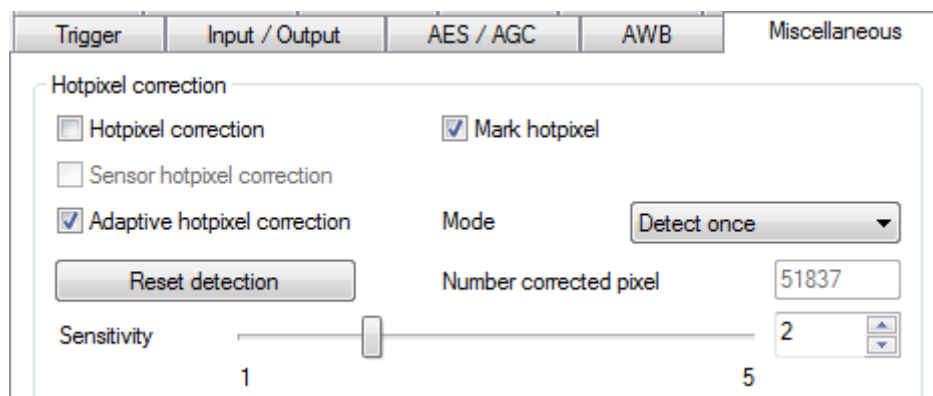 Trigger Input / Output AES / AGC AWB Miscellaneous
Hotpixel correction
Hotpixel correction Mark hotpixel
Sensor hotpixel correction
Adaptive hotpixel correction Mode Detect once
Reset detection Number corrected pixel 51837
Sensitivity 2
1 5